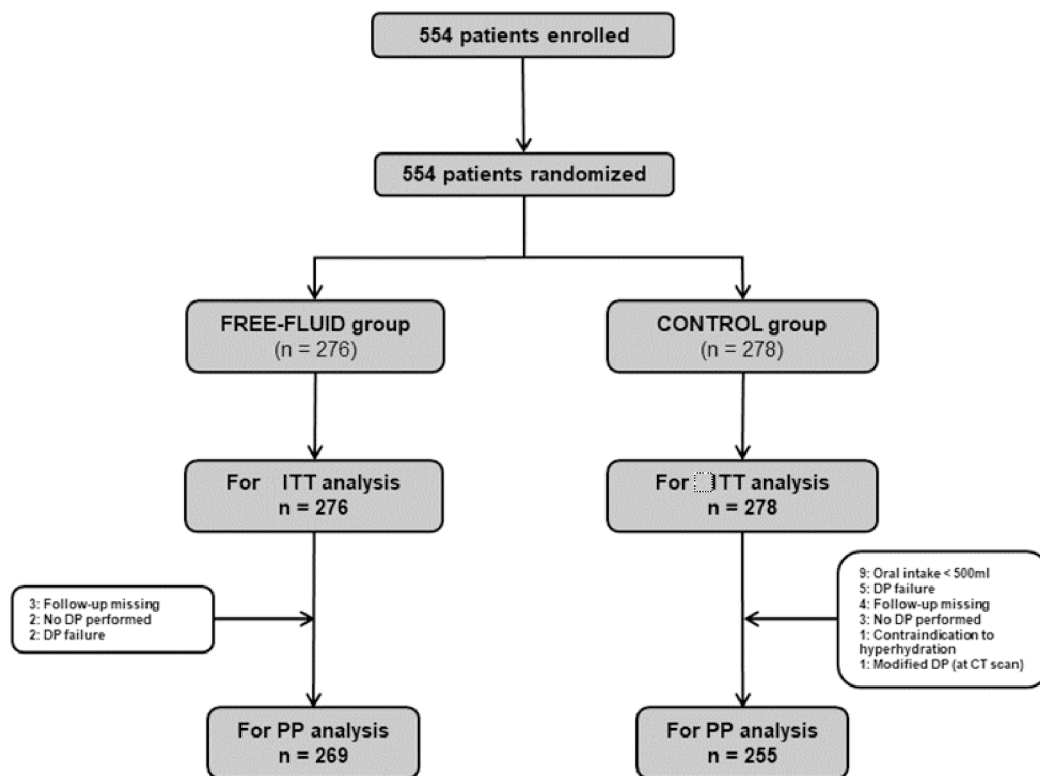 554 patients enrolled
554 patients randomized
FREE-FLUID group
(n = 276)
CONTROL group
(n = 278)
For ITT analysis
n = 276
For ITT analysis
n = 278
3: Follow-up missing
2: No DP performed
2: DP failure
9: Oral intake < 500ml
5: DP failure
4: Follow-up missing
3: No DP performed
1: Contraindication to
hyperhydration
1: Modified DP (at CT scan)
For PP analysis
n = 269
For PP analysis
n = 255